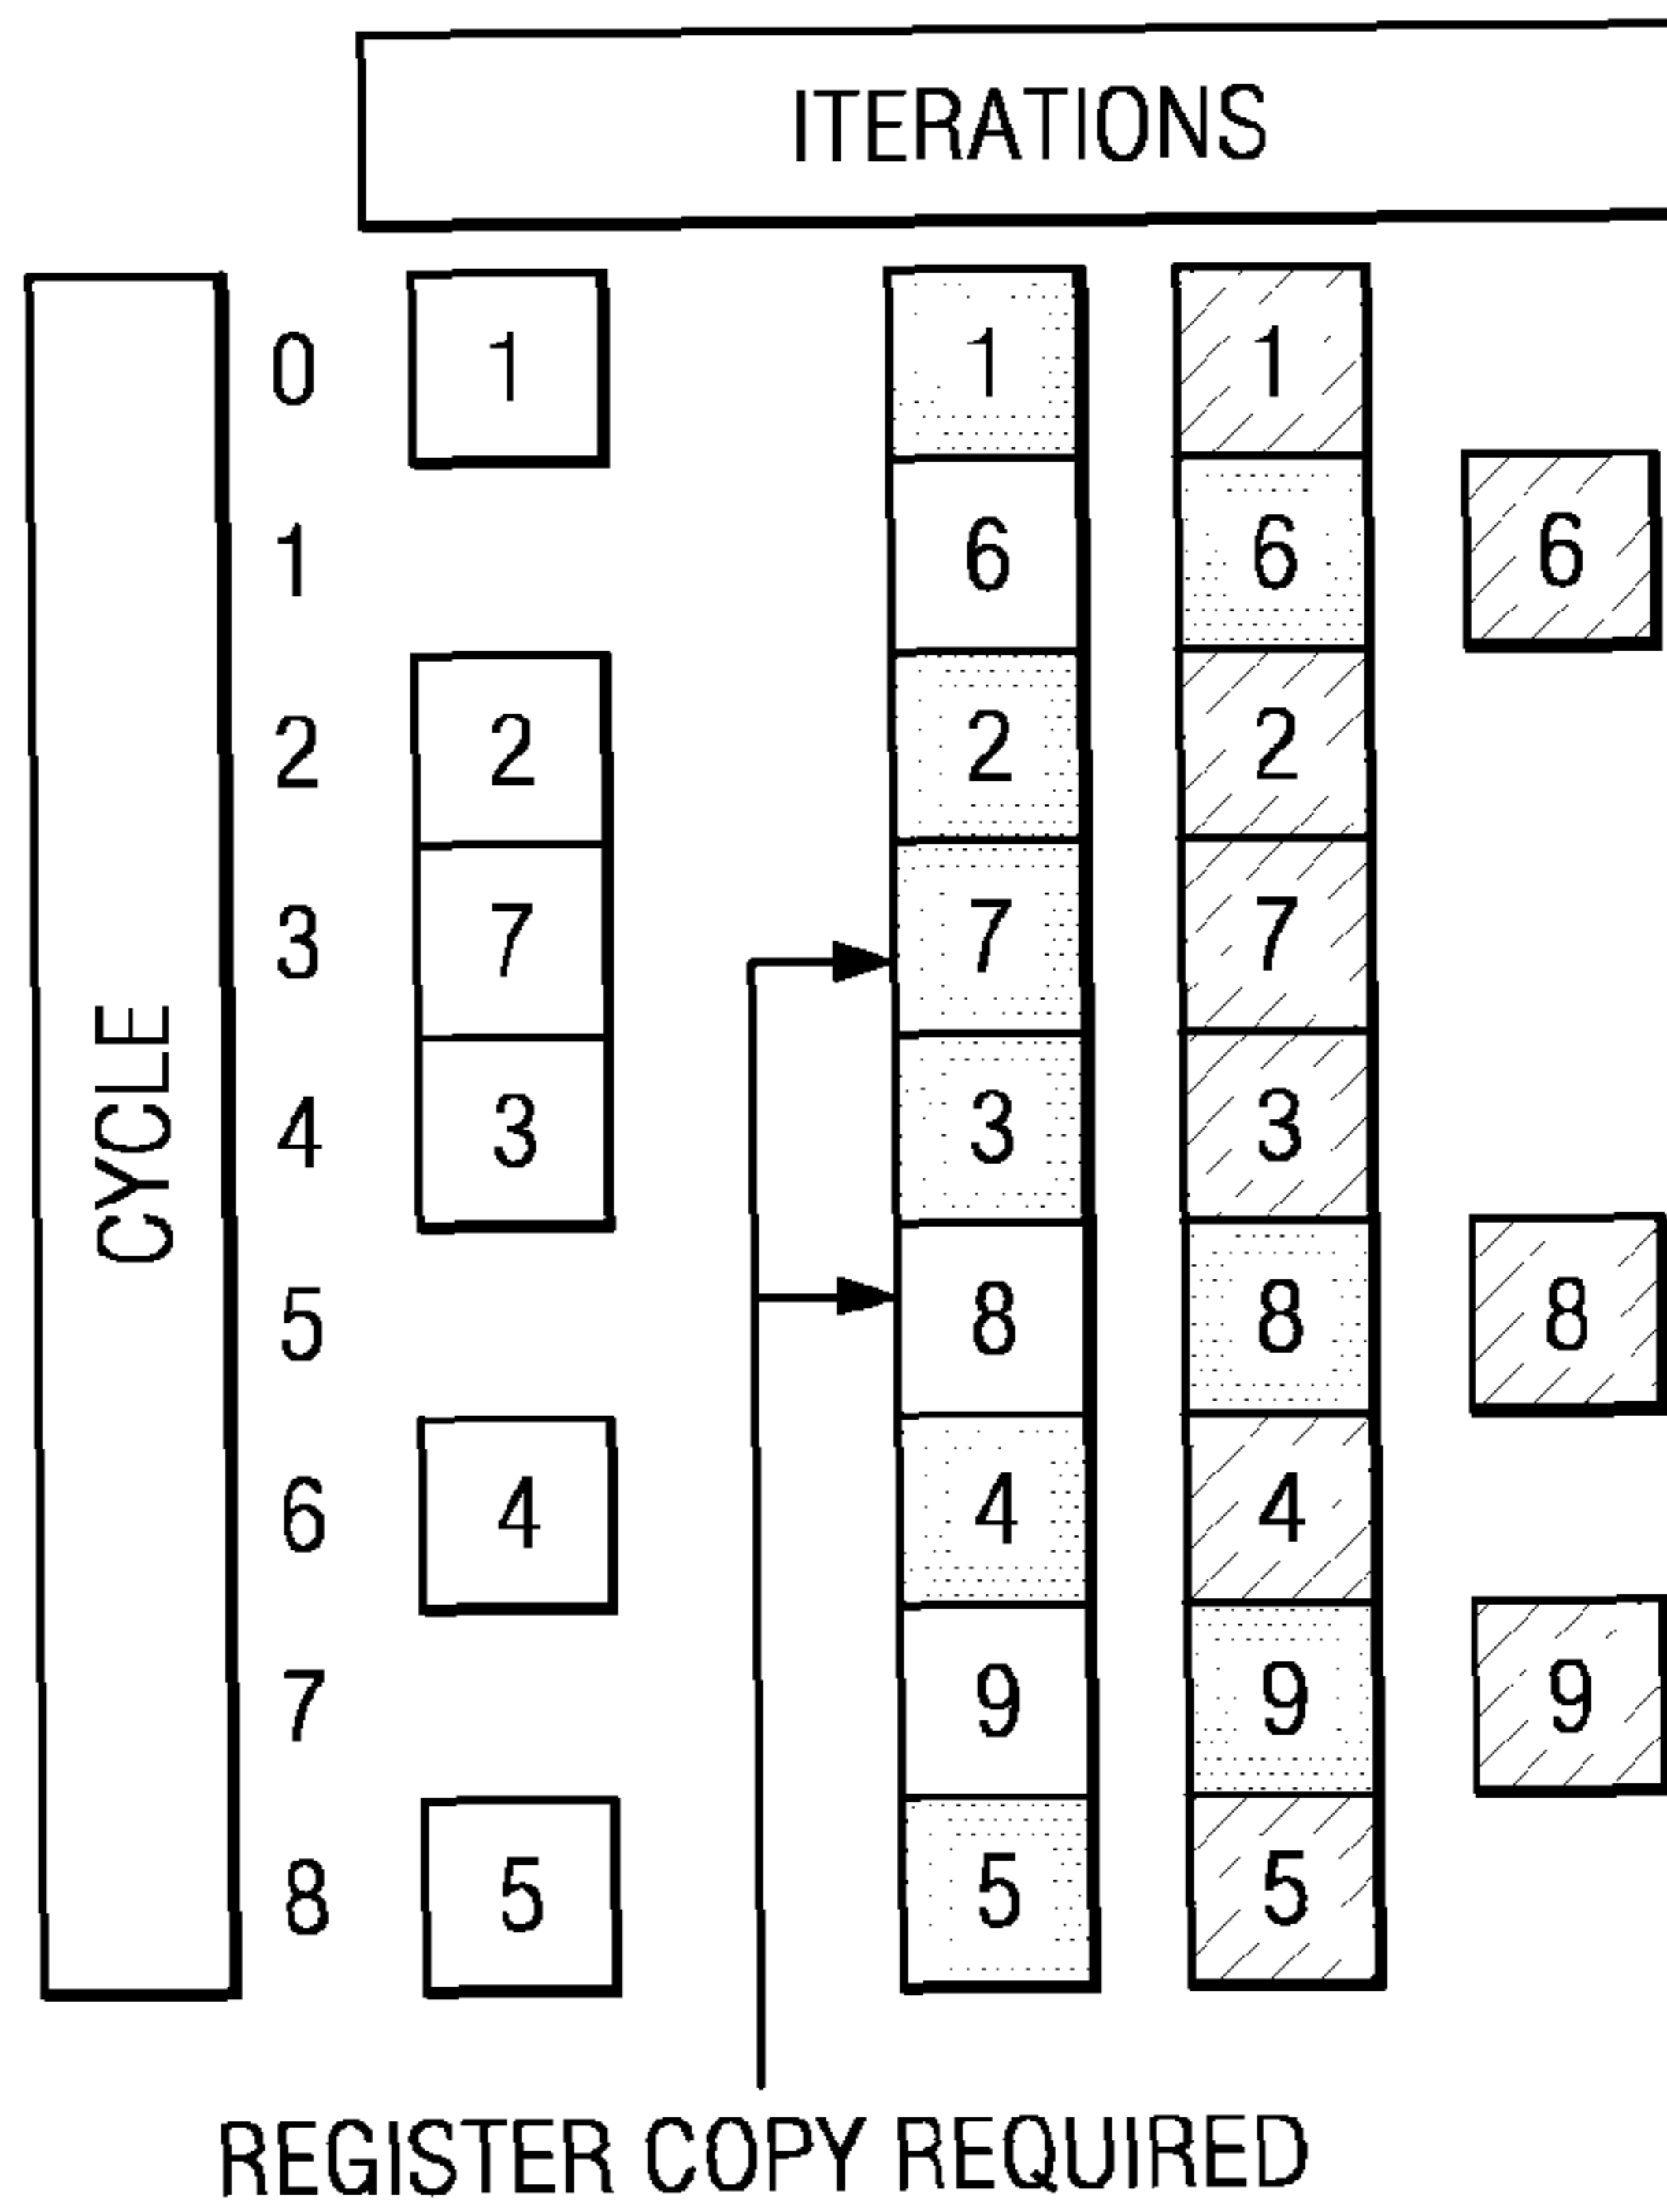 ITERATIONS
0 1 1 1
1 6 6 6
2 2 2 2
3 7 7 7
4 3 3 3
5 8 8 8
6 4 4 4
7 9 9 9
8 5 5 5
CYCLE
REGISTER COPY REQUIRED